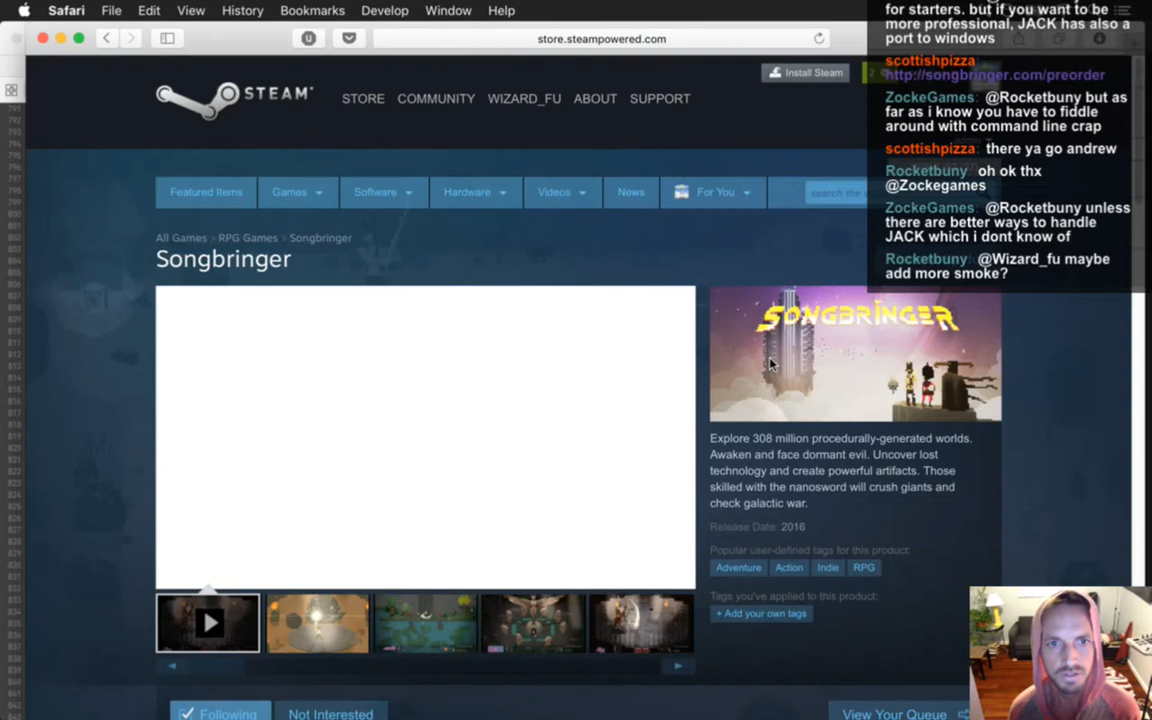 Safari File Edit View History Bookmarks Develop Window Help
for starters. but if you want to be
more professional, JACK has also a
port to windows
scottishpizza:
http://songbringer.com/preorder
ZockeGames: @Rocketbuny but as
far as i know you have to fiddle
around with command line crap
scottishpizza: there ya go andrew
Rocketbuny: oh ok thx
@Zockegames
ZockeGames: @Rocketbuny unless
there are better ways to handle
JACK which i dont know of
Rocketbuny: @Wizard_fu maybe
add more smoke?
store.steampowered.com
Install Steam
STEAM
STORE COMMUNITY WIZARD_FU ABOUT SUPPORT
Featured Items Games Software Hardware Videos News For You search the
All Games > RPG Games > Songbringer
Songbringer
SONGBRINGER
Explore 308 million procedurally-generated worlds.
Awaken and face dormant evil. Uncover lost
technology and create powerful artifacts. Those
skilled with the nanosword will crush giants and
check galactic war.
Release Date: 2016
Popular user-defined tags for this product:
Adventure Action Indie RPG
Tags you've applied to this product:
+ Add your own tags
Following Not Interested View Your Queue